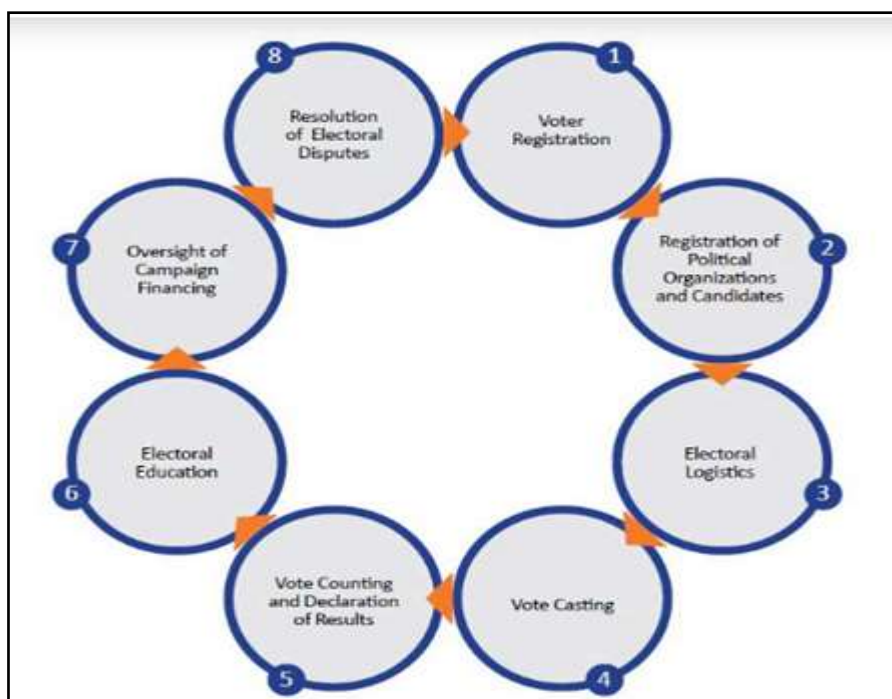 8
Resolution
of Electoral
Disputes
1
Voter
Registration
2
Registration of
Political
Organizations
and Candidates
3
Electoral
Logistics
4
Vote Casting
5
Vote Counting
and Declaration
of Results
6
Electoral
Education
7
Oversight of
Campaign
Financing